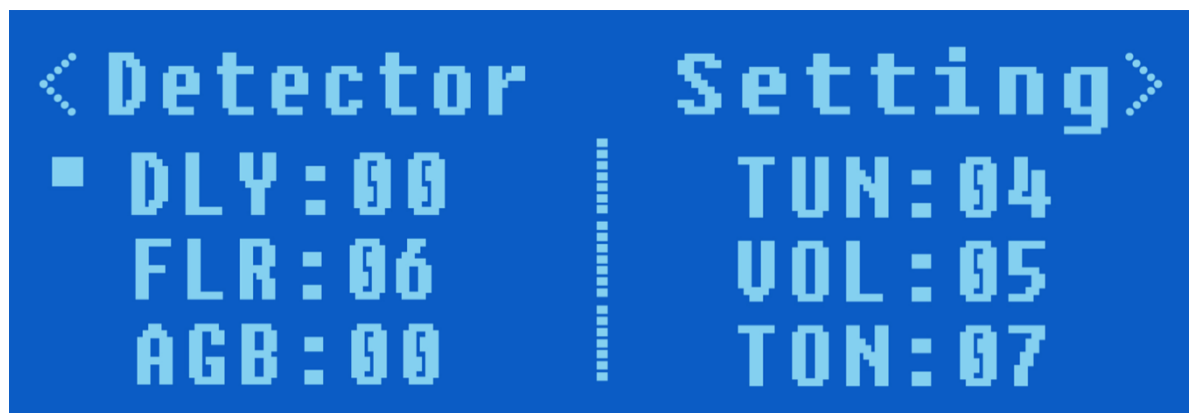 <Detector Setting>
DLY:00 TUN:04
FLR:06 VOL:05
AGB:00 TON:07